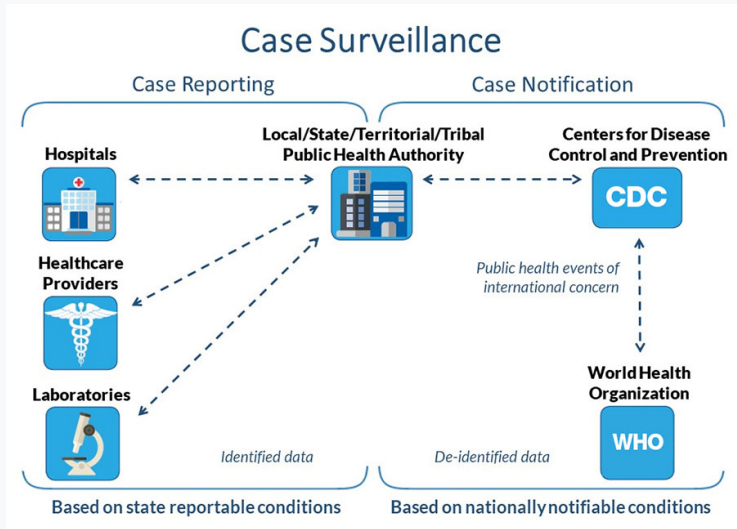 Case Surveillance
Case Reporting
Case Notification
Hospitals
Local/State/Territorial/Tribal
Public Health Authority
Centers for Disease
Control and Prevention
CDC
Healthcare
Providers
Public health events of
international concern
Laboratories
World Health
Organization
WHO
Identified data
De-identified data
Based on state reportable conditions
Based on nationally notifiable conditions